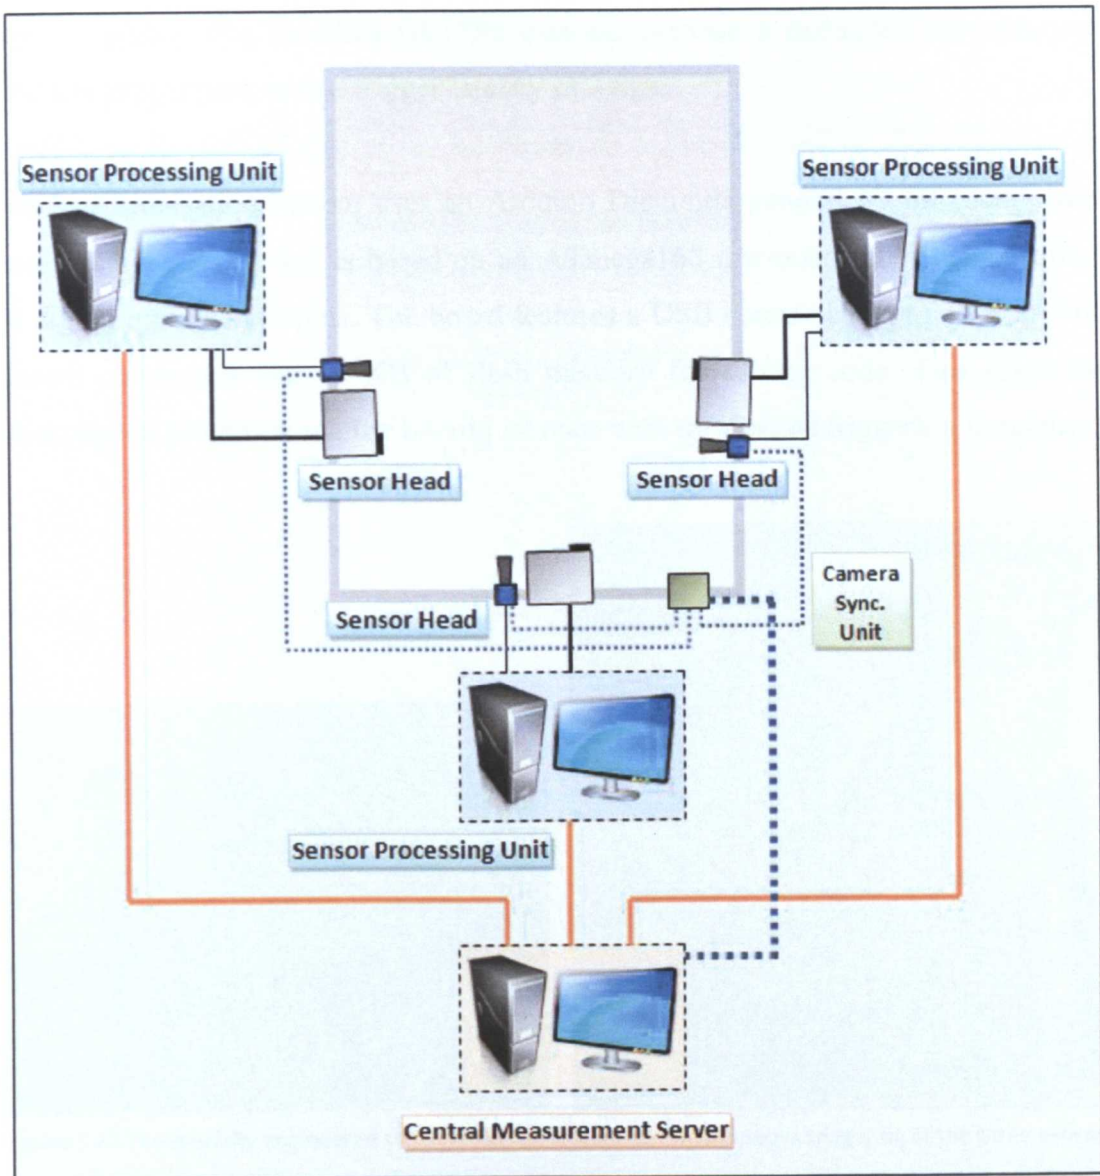 Sensor Processing Unit
Sensor Processing Unit
Sensor Head
Sensor Head
Camera
Sync.
Unit
Sensor Head
Sensor Processing Unit
Central Measurement Server